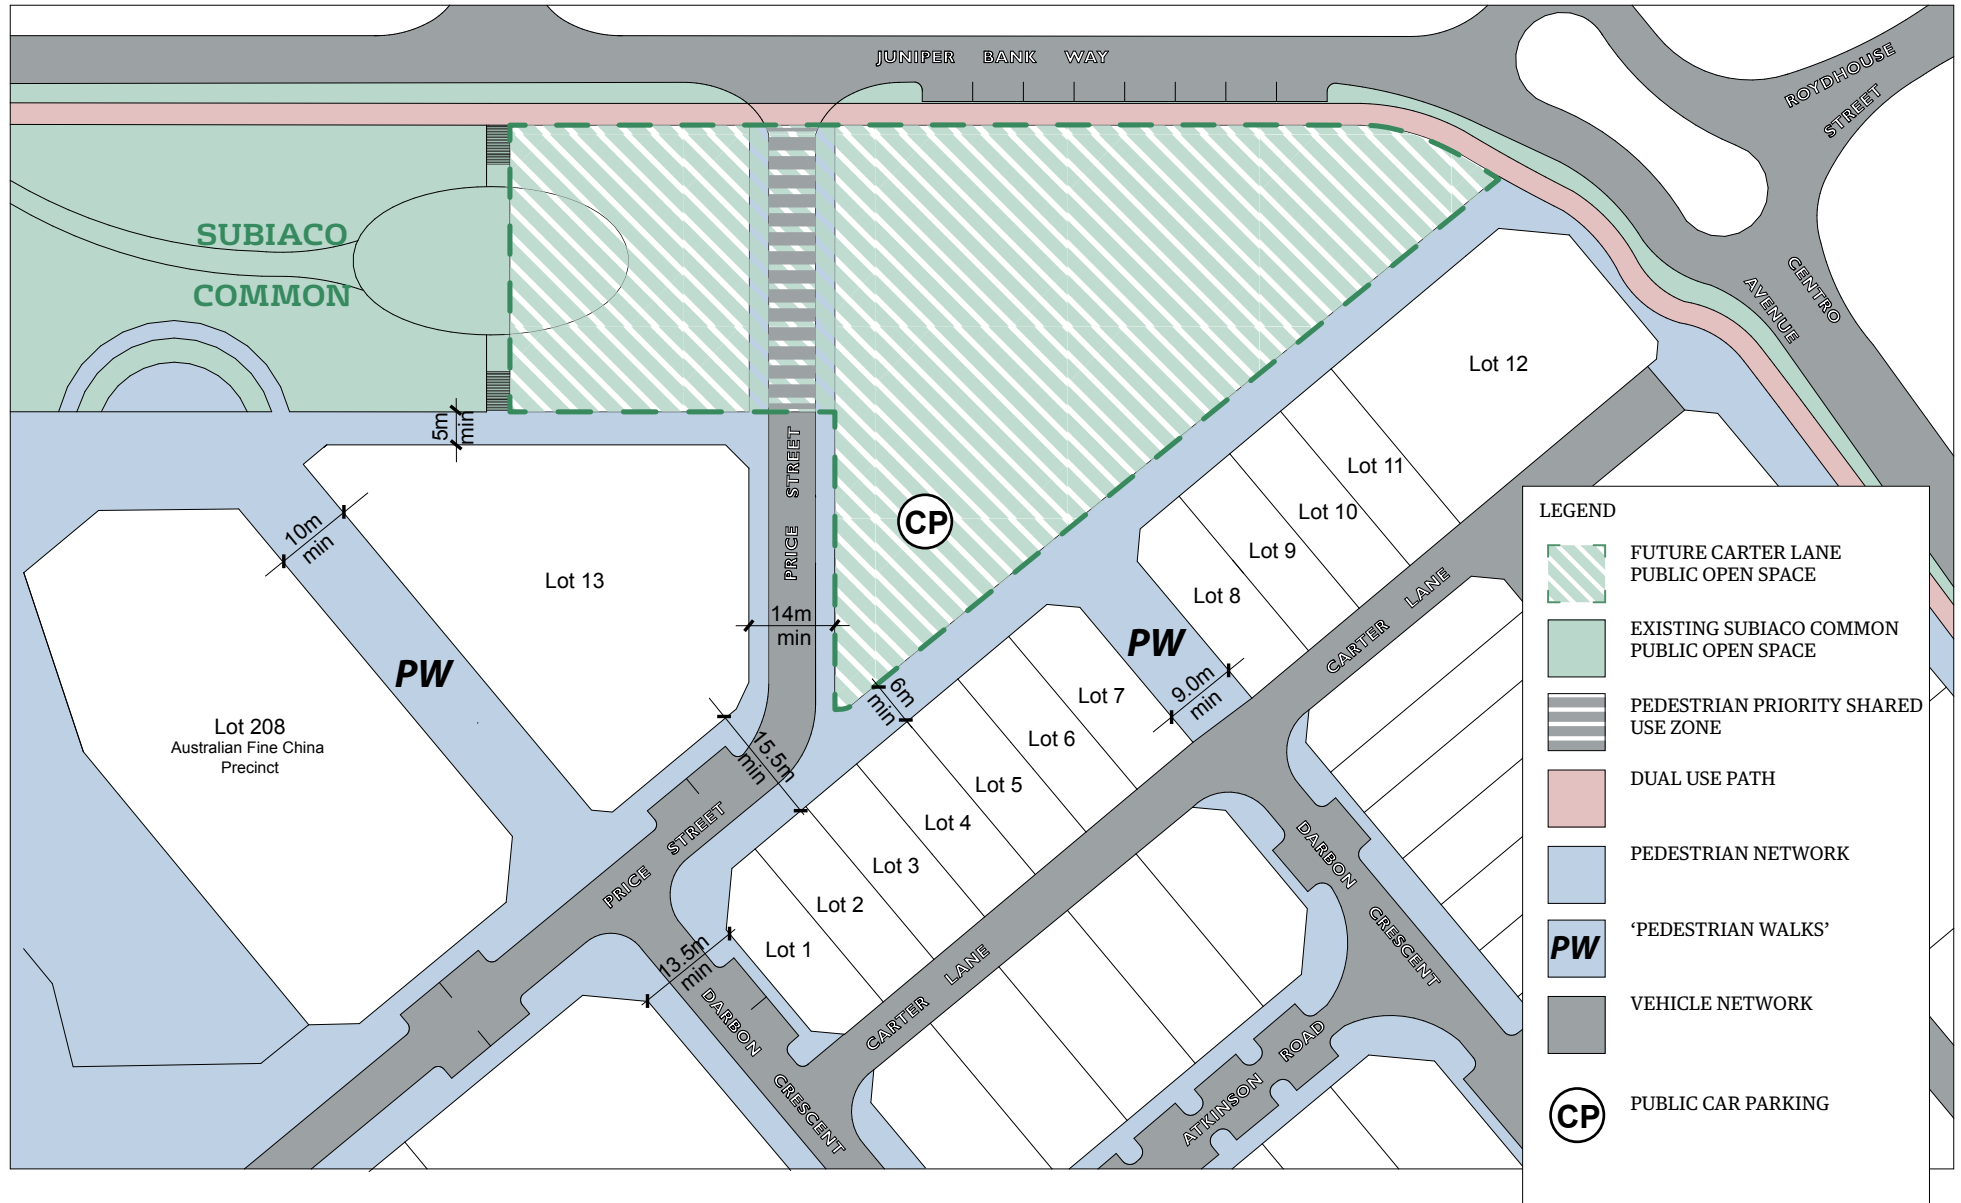 JUNIPER BANK WAY
ROYDHOUSE
STREET
SUBIACO
COMMON
CENTRO
AVENUE
5m
min
PRICE STREET
CP
10m
min
Lot 13
14m
min
PW
Lot 208
Australian Fine China
Precinct
15.5m
min
6m
min
PW
9.0m
min
Lot 12
Lot 11
Lot 10
Lot 9
Lot 8
Lot 7
Lot 6
Lot 5
Lot 4
Lot 3
Lot 2
Lot 1
CARTER LANE
PRICE STREET
13.5m
min
DARBON
CRESCENT
CARTER LANE
DARBON
CRESCENT
ATKINSON ROAD
LEGEND
FUTURE CARTER LANE
PUBLIC OPEN SPACE
EXISTING SUBIACO COMMON
PUBLIC OPEN SPACE
PEDESTRIAN PRIORITY SHARED
USE ZONE
DUAL USE PATH
PEDESTRIAN NETWORK
PW
‘PEDESTRIAN WALKS’
VEHICLE NETWORK
CP
PUBLIC CAR PARKING